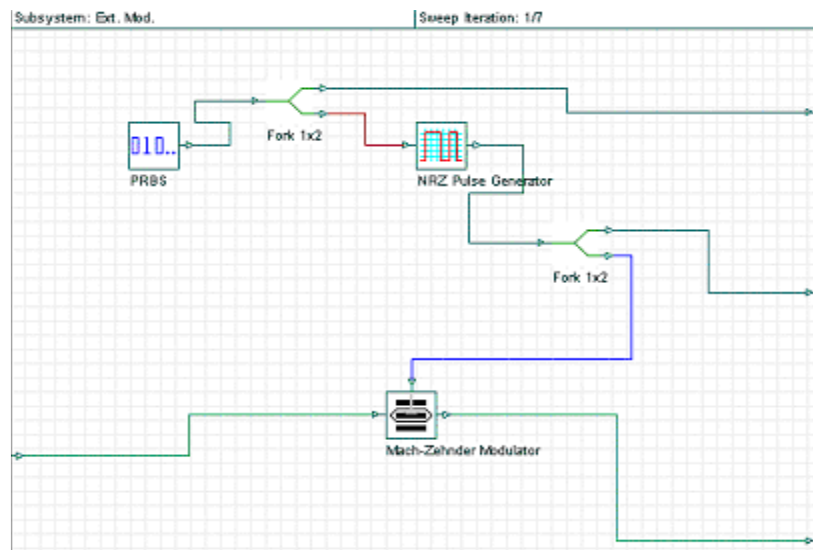 Subsystem: Ext. Mod.
Sweep Iteration: 1/7
Fork 1x2
010..
PRBS
NRZ Pulse Generator
Fork 1x2
Mach-Zehnder Modulator